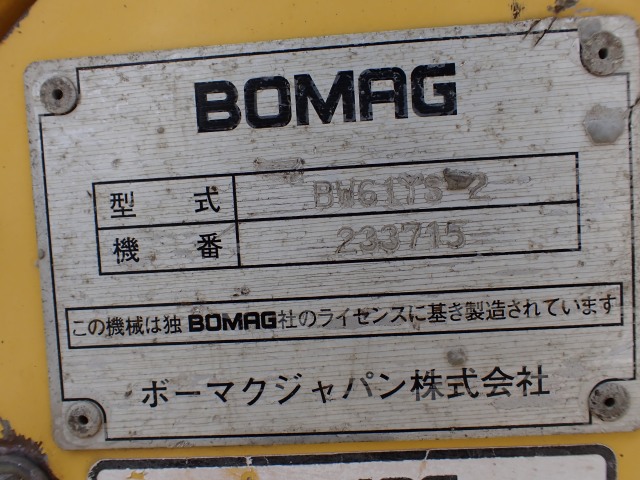 BOMAG
型式 BW61TS-2
機番 233715
この機械は独BOMAG社のライセンスに基き製造されています
ボーマクジャパン株式会社